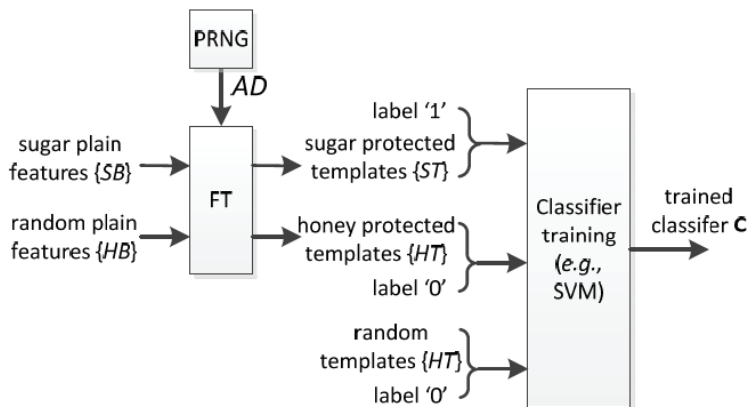 PRNG
AD
sugar plain
features {SB}
random plain
features {HB}
FT
label ‘1’
sugar protected
templates {ST}
honey protected
templates {HT}
label ‘0’
random
templates {HT}
label ‘0’
Classifier
training
(e.g.,
SVM)
trained
classifer C